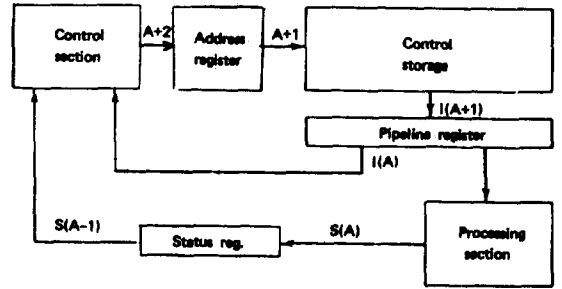 Control
section
A+2
Address
register
A+1
Control
storage
I(A+1)
Pipeline register
I(A)
S(A-1)
Status reg.
S(A)
Processing
section